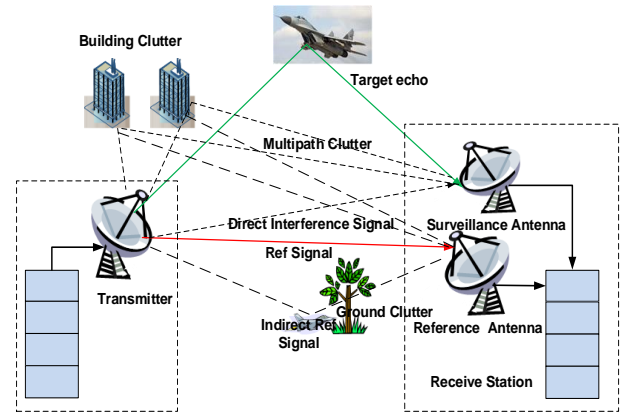 Building Clutter
Target echo
Multipath Clutter
Direct Interference Signal
Surveillance Antenna
Ref Signal
Transmitter
Ground Clutter
Indirect Ref
Signal
Reference Antenna
Receive Station